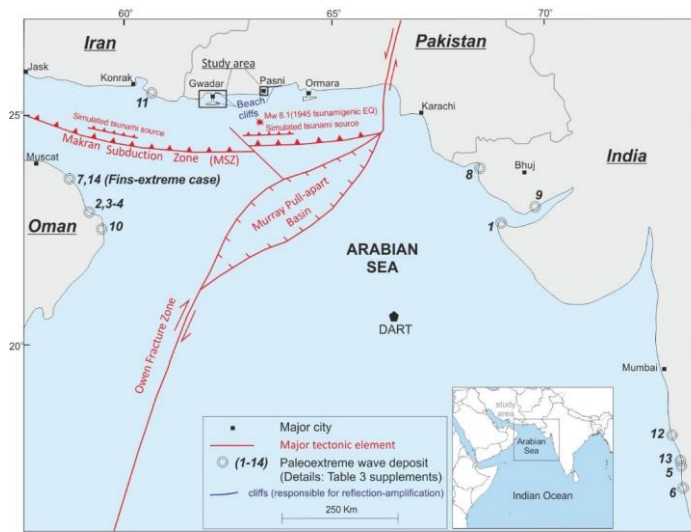 60°
65°
70°
Iran
Study area
Pakistan
Jask
Konrak
Gwadar
Pasni
Ormara
11
Beach
cliffs
25°
Karachi
Mw 8.1(1945 tsunamigenic EQ)
Simulated tsunami source
Simulated tsunami source
Makran Subduction Zone (MSZ)
India
Muscat
Bhuj
8
7,14 (Fins-extreme case)
9
2,3-4
1
10
Oman
Murray Pull-apart
Basin
ARABIAN
SEA
DART
Owen Fracture Zone
20°
Mumbai
12
13
5
6
Major city
Major tectonic element
(1-14) Paleoextreme wave deposit
(Details: Table 3 supplements)
cliffs (responsible for reflection-amplification)
250 Km
study
area
Arabian
Sea
Indian Ocean